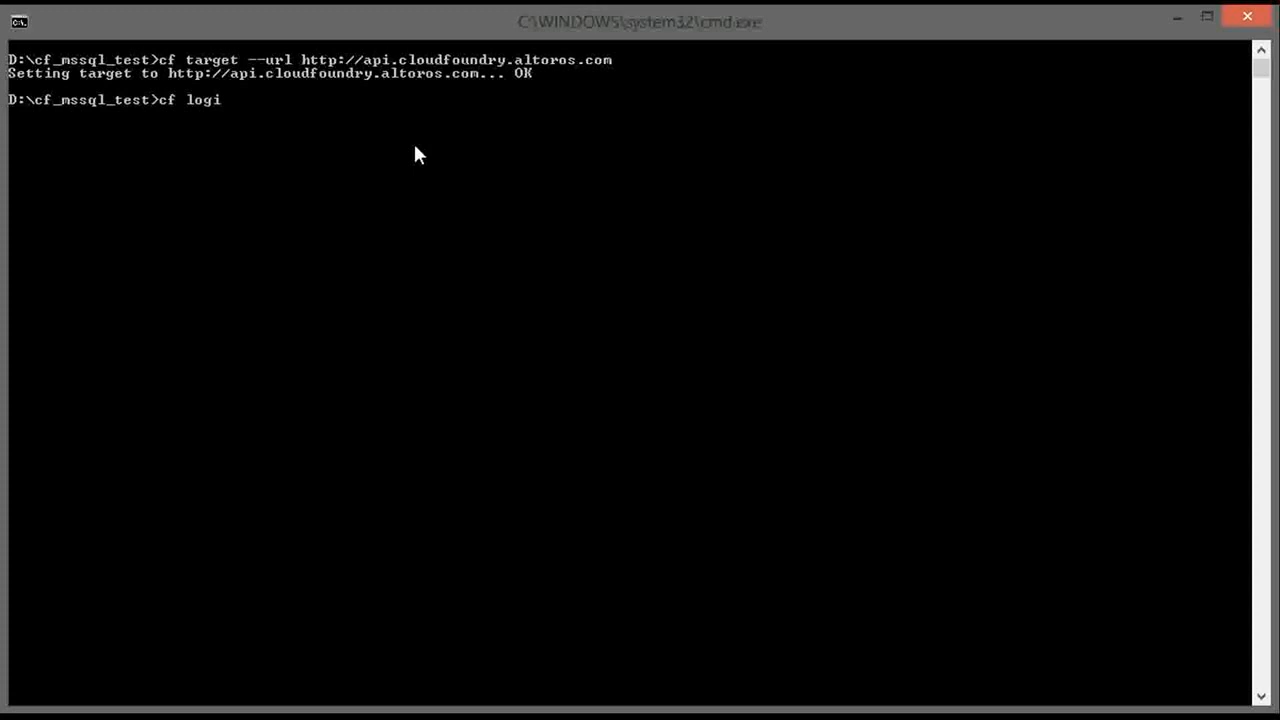 C:\WINDOWS\system32\cmd.exe
D:\cf_mssql_test>cf target --url http://api.cloudfoundry.altoros.com
Setting target to http://api.cloudfoundry.altoros.com... OK
D:\cf_mssql_test>cf logi